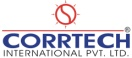 CORRTECH®
INTERNATIONAL PVT. LTD.